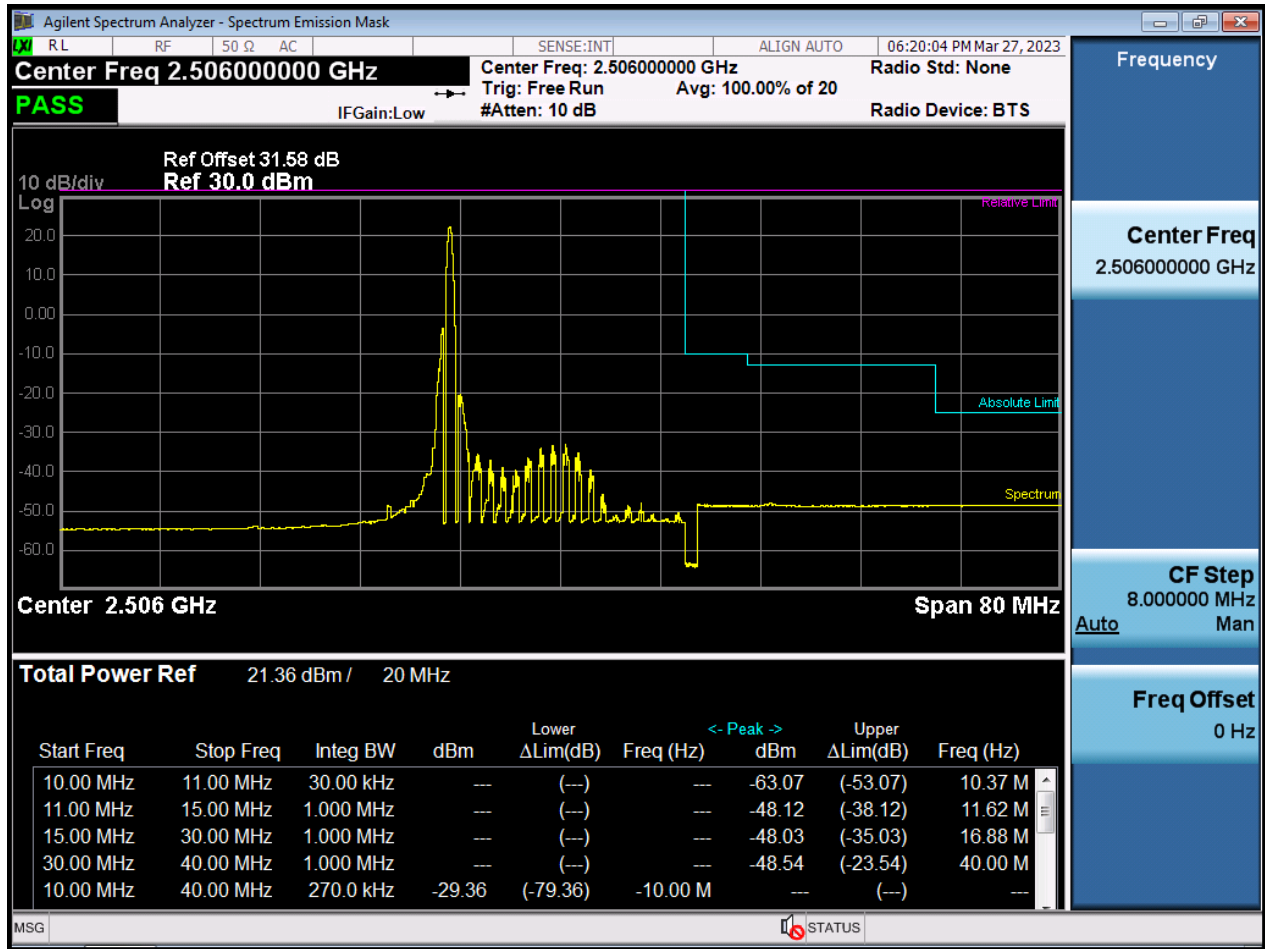 Agilent Spectrum Analyzer - Spectrum Emission Mask
LXI RL RF 50 Ω AC SENSE:INT ALIGN AUTO 06:20:04 PM Mar 27, 2023
Center Freq 2.506000000 GHz
PASS
IFGain:Low
Center Freq: 2.506000000 GHz
Trig: Free Run Avg: 100.00% of 20
#Atten: 10 dB
Radio Std: None
Radio Device: BTS
Ref Offset 31.58 dB
10 dB/div Ref 30.0 dBm
Log
Relative Limit
20.0
10.0
0.00
-10.0
-20.0
Absolute Limit
-30.0
-40.0
Spectrum
-50.0
-60.0
Center 2.506 GHz Span 80 MHz
Total Power Ref 21.36 dBm / 20 MHz
Lower <- Peak -> Upper
Start Freq Stop Freq Integ BW dBm ΔLim(dB) Freq (Hz) dBm ΔLim(dB) Freq (Hz)
10.00 MHz 11.00 MHz 30.00 kHz --- (---) --- -63.07 (-53.07) 10.37 M
11.00 MHz 15.00 MHz 1.000 MHz --- (---) --- -48.12 (-38.12) 11.62 M
15.00 MHz 30.00 MHz 1.000 MHz --- (---) --- -48.03 (-35.03) 16.88 M
30.00 MHz 40.00 MHz 1.000 MHz --- (---) --- -48.54 (-23.54) 40.00 M
10.00 MHz 40.00 MHz 270.0 kHz -29.36 (-79.36) -10.00 M --- (---) ---
MSG STATUS
Frequency
Center Freq
2.506000000 GHz
CF Step
8.000000 MHz
Auto Man
Freq Offset
0 Hz